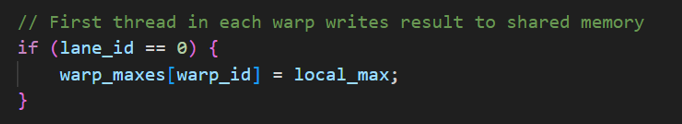 // First thread in each warp writes result to shared memory
if (lane_id == 0) {
    warp_maxes[warp_id] = local_max;
}